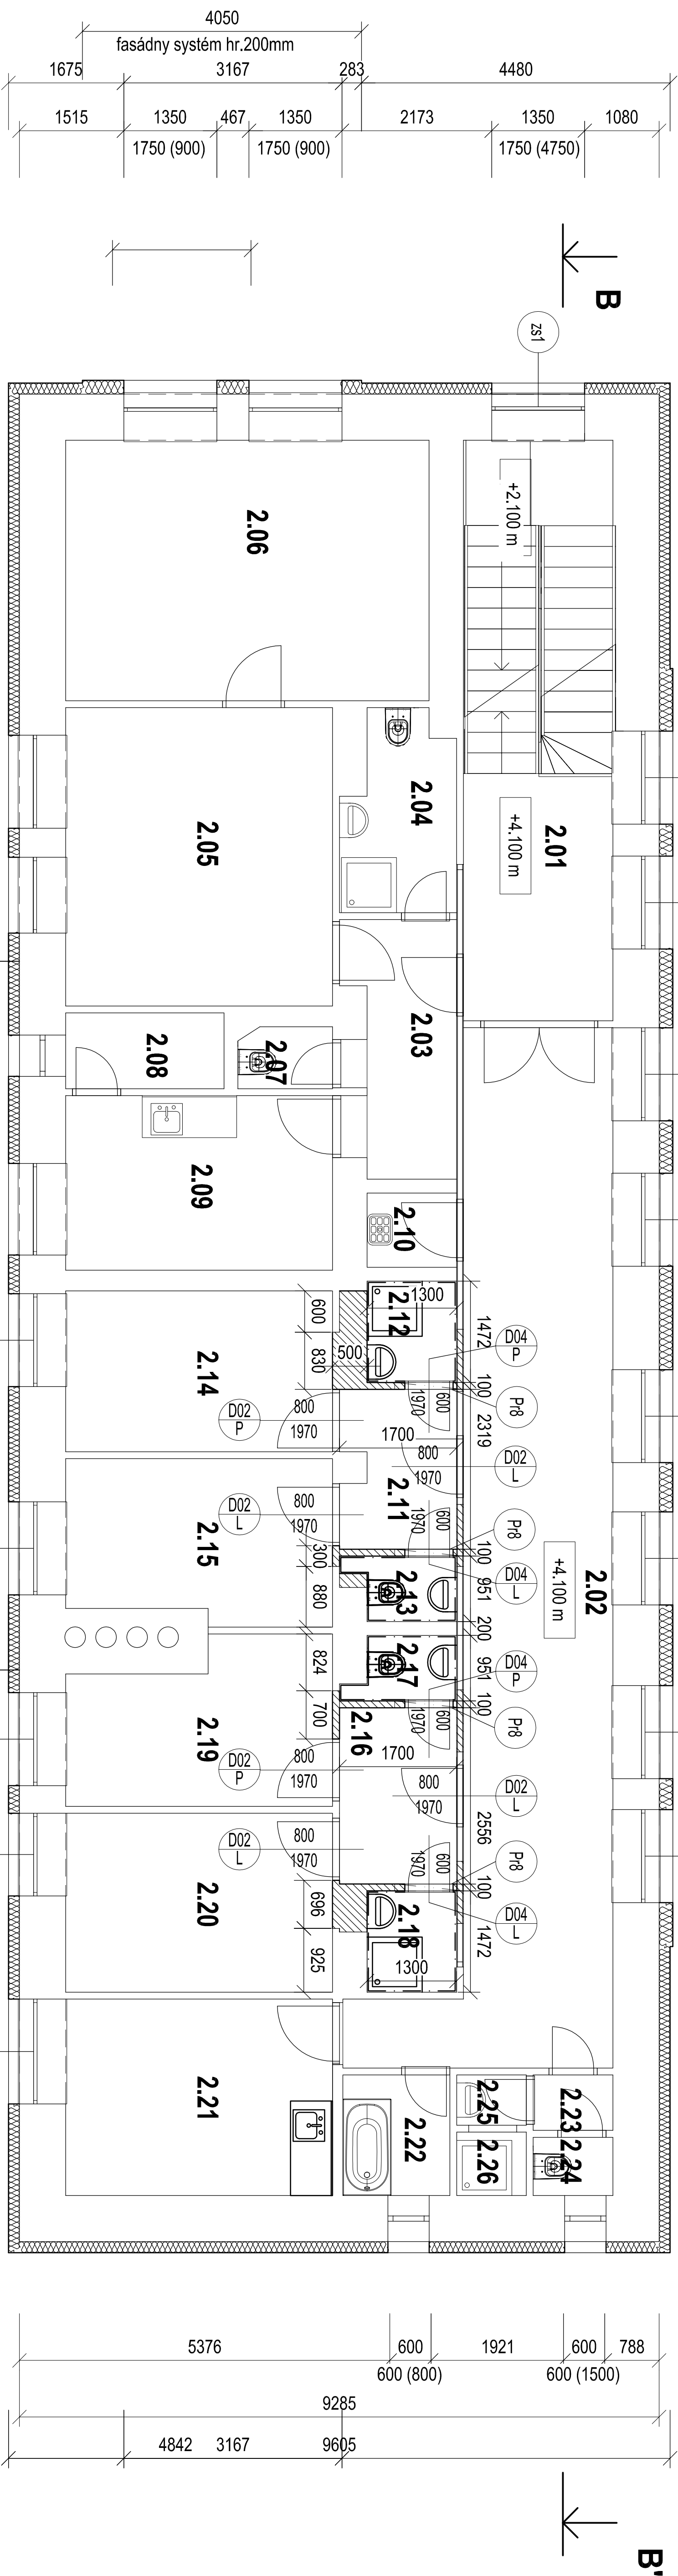 4050
fasádny systém hr.200mm
1675 3167 283 4480
1515 1350 467 1350 2173 1350 1080
1750 (900) 1750 (900) 1750 (4750)
B
zs1
2.06
+2.100 m
2.04
2.05
2.01
+4.100 m
2.03
2.07
2.08
2.09
2.10
2.12
1300
1472
600
830
500
D04
P
2.14
100
600
1970
Pr8
D02
P
800
1970
1700
2319
800
1970
D02
L
2.11
D02
L
800
1970
600
1970
Pr8
2.15
300
880
100
951
D04
L
2.13
2.02
+4.100 m
200
2.17
951
D04
P
824
700
600
1970
100
Pr8
2.16
2.19
1700
D02
P
800
1970
800
1970
D02
L
2556
D02
L
800
1970
600
1970
Pr8
100
2.20
696
925
2.18
D04
L
1472
1300
2.21
2.22
2.25
2.23
2.26
2.24
5376 600 1921 600 788
600 (800) 600 (1500)
9285
4842 3167 9605
B'